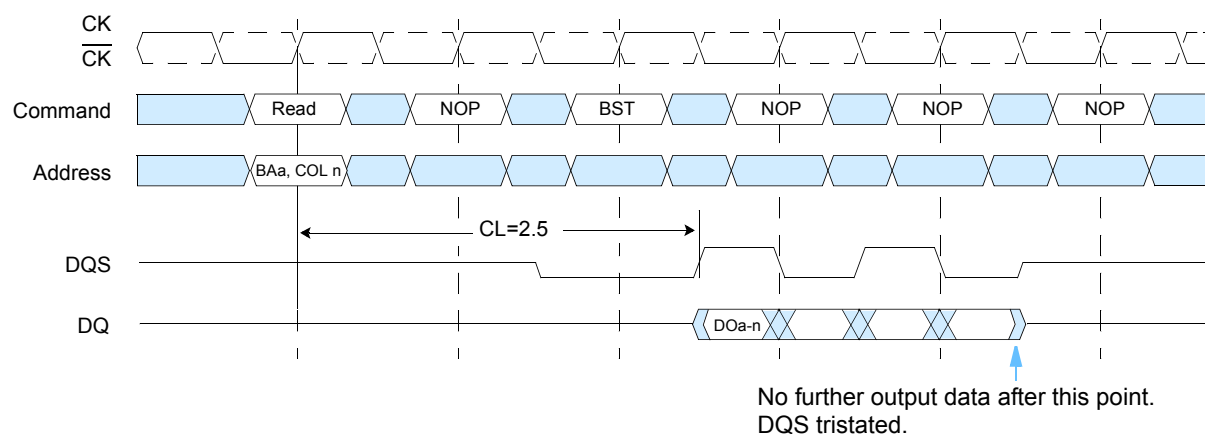 CK
CK
Command
Read
NOP
BST
NOP
NOP
NOP
Address
BAa, COL n
CL=2.5
DQS
DQ
DOa-n
No further output data after this point.
DQS tristated.